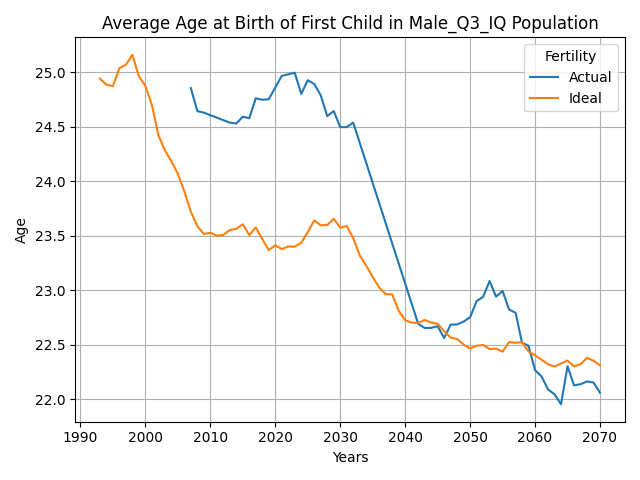 Average Age at Birth of First Child in Male_Q3_IQ Population
Fertility
Actual
Ideal
Age
25.0
24.5
24.0
23.5
23.0
22.5
22.0
1990 2000 2010 2020 2030 2040 2050 2060 2070
Years